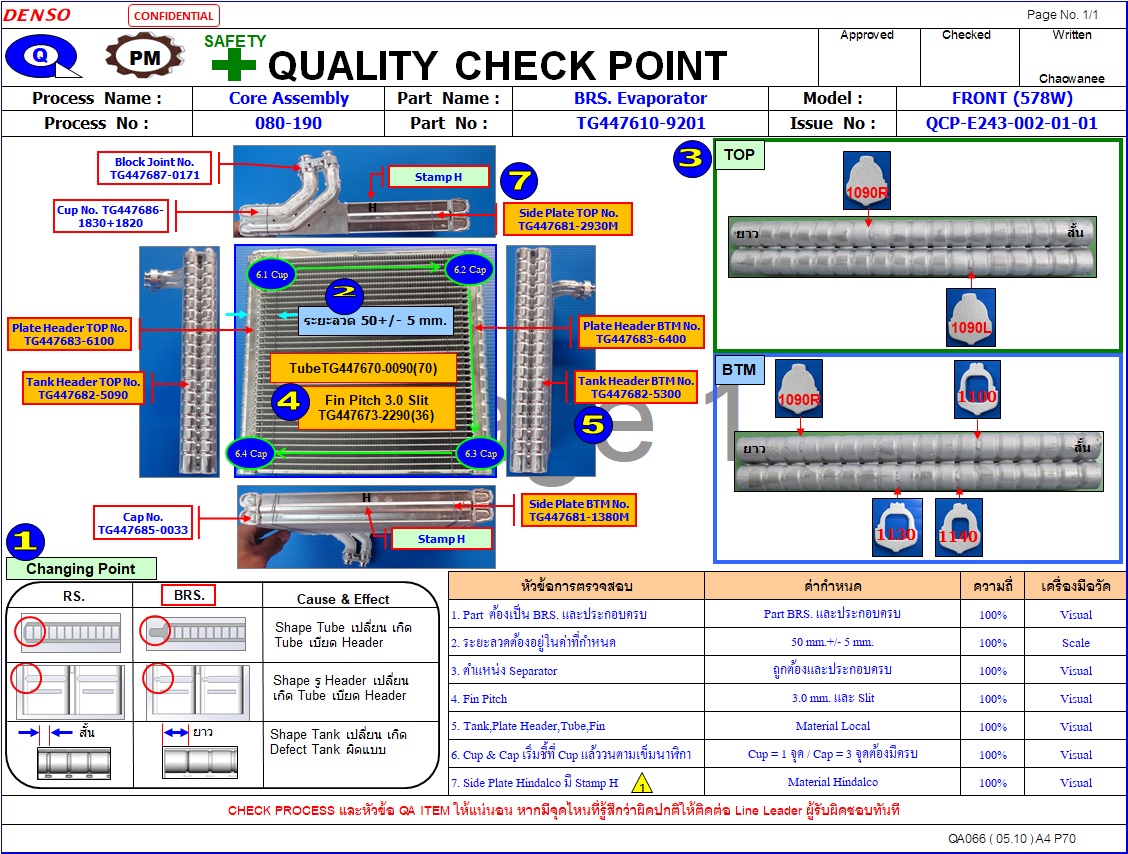 DENSO
CONFIDENTIAL
Page No. 1/1
Q
PM
SAFETY
QUALITY CHECK POINT
Approved
Checked
Written
Chaowanee
Process Name :
Core Assembly
Part Name :
BRS. Evaporator
Model :
FRONT (578W)
Process No :
080-190
Part No :
TG447610-9201
Issue No :
QCP-E243-002-01-01
Block Joint No.
TG447687-0171
Cup No. TG447686-
1830+1820
Stamp H
H
7
Side Plate TOP No.
TG447681-2930M
6.1 Cup
6.2 Cap
2
ระยะลวด 50+/- 5 mm.
Plate Header TOP No.
TG447683-6100
Plate Header BTM No.
TG447683-6400
TubeTG447670-0090(70)
4
Fin Pitch 3.0 Slit
TG447673-2290(36)
Tank Header TOP No.
TG447682-5090
Tank Header BTM No.
TG447682-5300
5
6.4 Cap
6.3 Cap
Cap No.
TG447685-0033
H
Side Plate BTM No.
TG447681-1380M
Stamp H
3
TOP
1090R
ยาว
สั้น
1090L
BTM
1090R
1100
ยาว
สั้น
1130
1140
1
Changing Point
RS.
BRS.
Cause & Effect
Shape Tube เปลี่ยน เกิด
Tube เบียด Header
Shape รู Header เปลี่ยน
เกิด Tube เบียด Header
สั้น
ยาว
Shape Tank เปลี่ยน เกิด
Defect Tank ผิดแบบ
หัวข้อการตรวจสอบ
ค่ากำหนด
ความถี่
เครื่องมือวัด
1. Part ต้องเป็น BRS. และประกอบครบ
Part BRS. และประกอบครบ
100%
Visual
2. ระยะลวดต้องอยู่ในค่าที่กำหนด
50 mm.+/- 5 mm.
100%
Scale
3. ตำแหน่ง Separator
ถูกต้องและประกอบครบ
100%
Visual
4. Fin Pitch
3.0 mm. และ Slit
100%
Visual
5. Tank,Plate Header,Tube,Fin
Material Local
100%
Visual
6. Cup & Cap เริ่มชี้ที่ Cup แล้ววนตามเข็มนาฬิกา
Cup = 1 จุด / Cap = 3 จุดต้องมีครบ
100%
Visual
7. Side Plate Hindalco มี Stamp H
1
Material Hindalco
100%
Visual
CHECK PROCESS และหัวข้อ QA ITEM ให้แน่นอน หากมีจุดไหนที่รู้สึกว่าผิดปกติให้ติดต่อ Line Leader ผู้รับผิดชอบทันที
QA066 ( 05.10 ) A4 P70